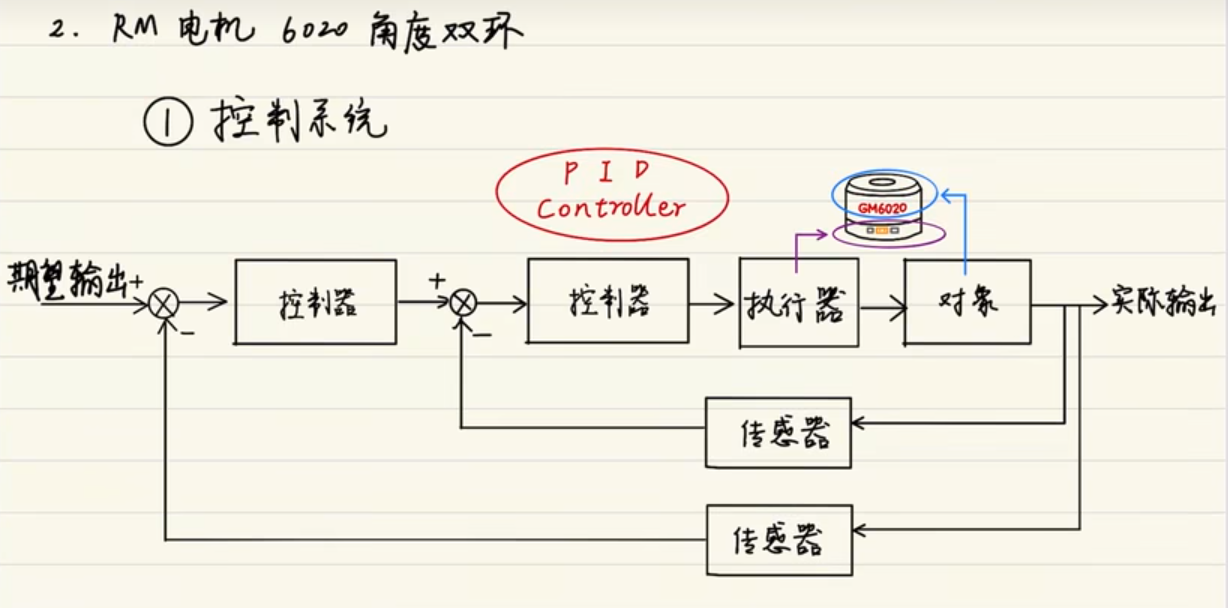 2. RM 电机 6020 角度双环
① 控制系统
P I D
Controller
GM6020
期望输出 + 控制器 + 控制器 执行器 对象 实际输出
− −
传感器
传感器